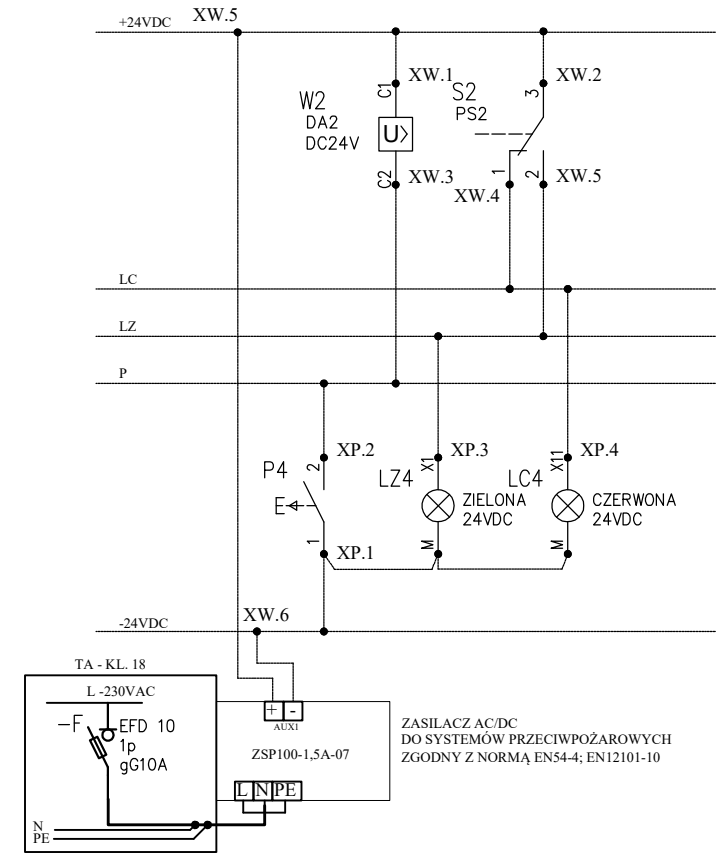 XW.5
+24VDC
XW.1
XW.2
C1
3
W2
DA2
DC24V
U>
S2
PS2
C2
XW.3
1
2
XW.5
XW.4
LC
LZ
P
XP.2
XP.3
XP.4
2
X1
X11
P4
LZ4
LC4
E
ZIELONA
24VDC
CZERWONA
24VDC
1
XP.1
M
M
XW.6
-24VDC
TA - KL. 18
L -230VAC
-F
EFD 10
1p
gG10A
+ -
AUX1
ZSP100-1,5A-07
L N PE
N
PE
ZASILACZ AC/DC
DO SYSTEMÓW PRZECIWPOŻAROWYCH
ZGODNY Z NORMĄ EN54-4; EN12101-10